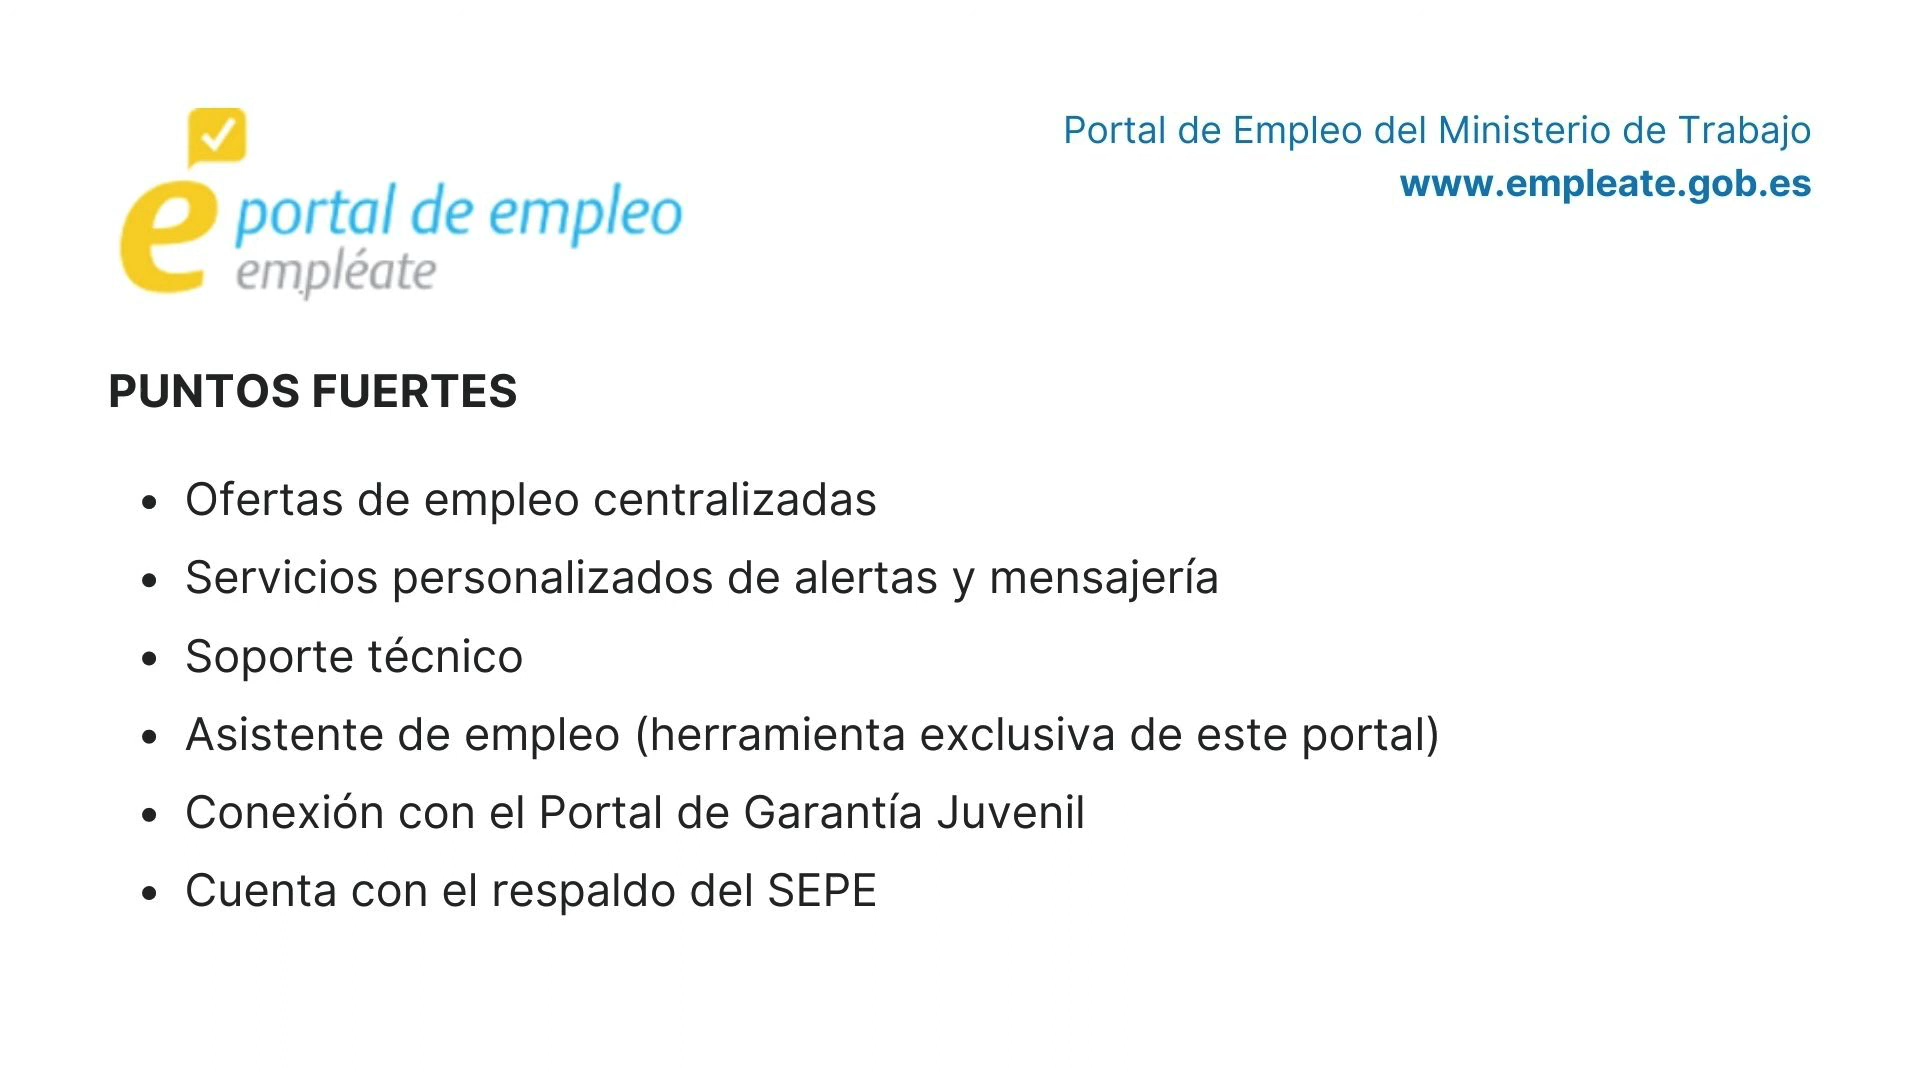 portal de empleo
empléate
Portal de Empleo del Ministerio de Trabajo
www.empleate.gob.es
PUNTOS FUERTES
• Ofertas de empleo centralizadas
• Servicios personalizados de alertas y mensajería
• Soporte técnico
• Asistente de empleo (herramienta exclusiva de este portal)
• Conexión con el Portal de Garantía Juvenil
• Cuenta con el respaldo del SEPE